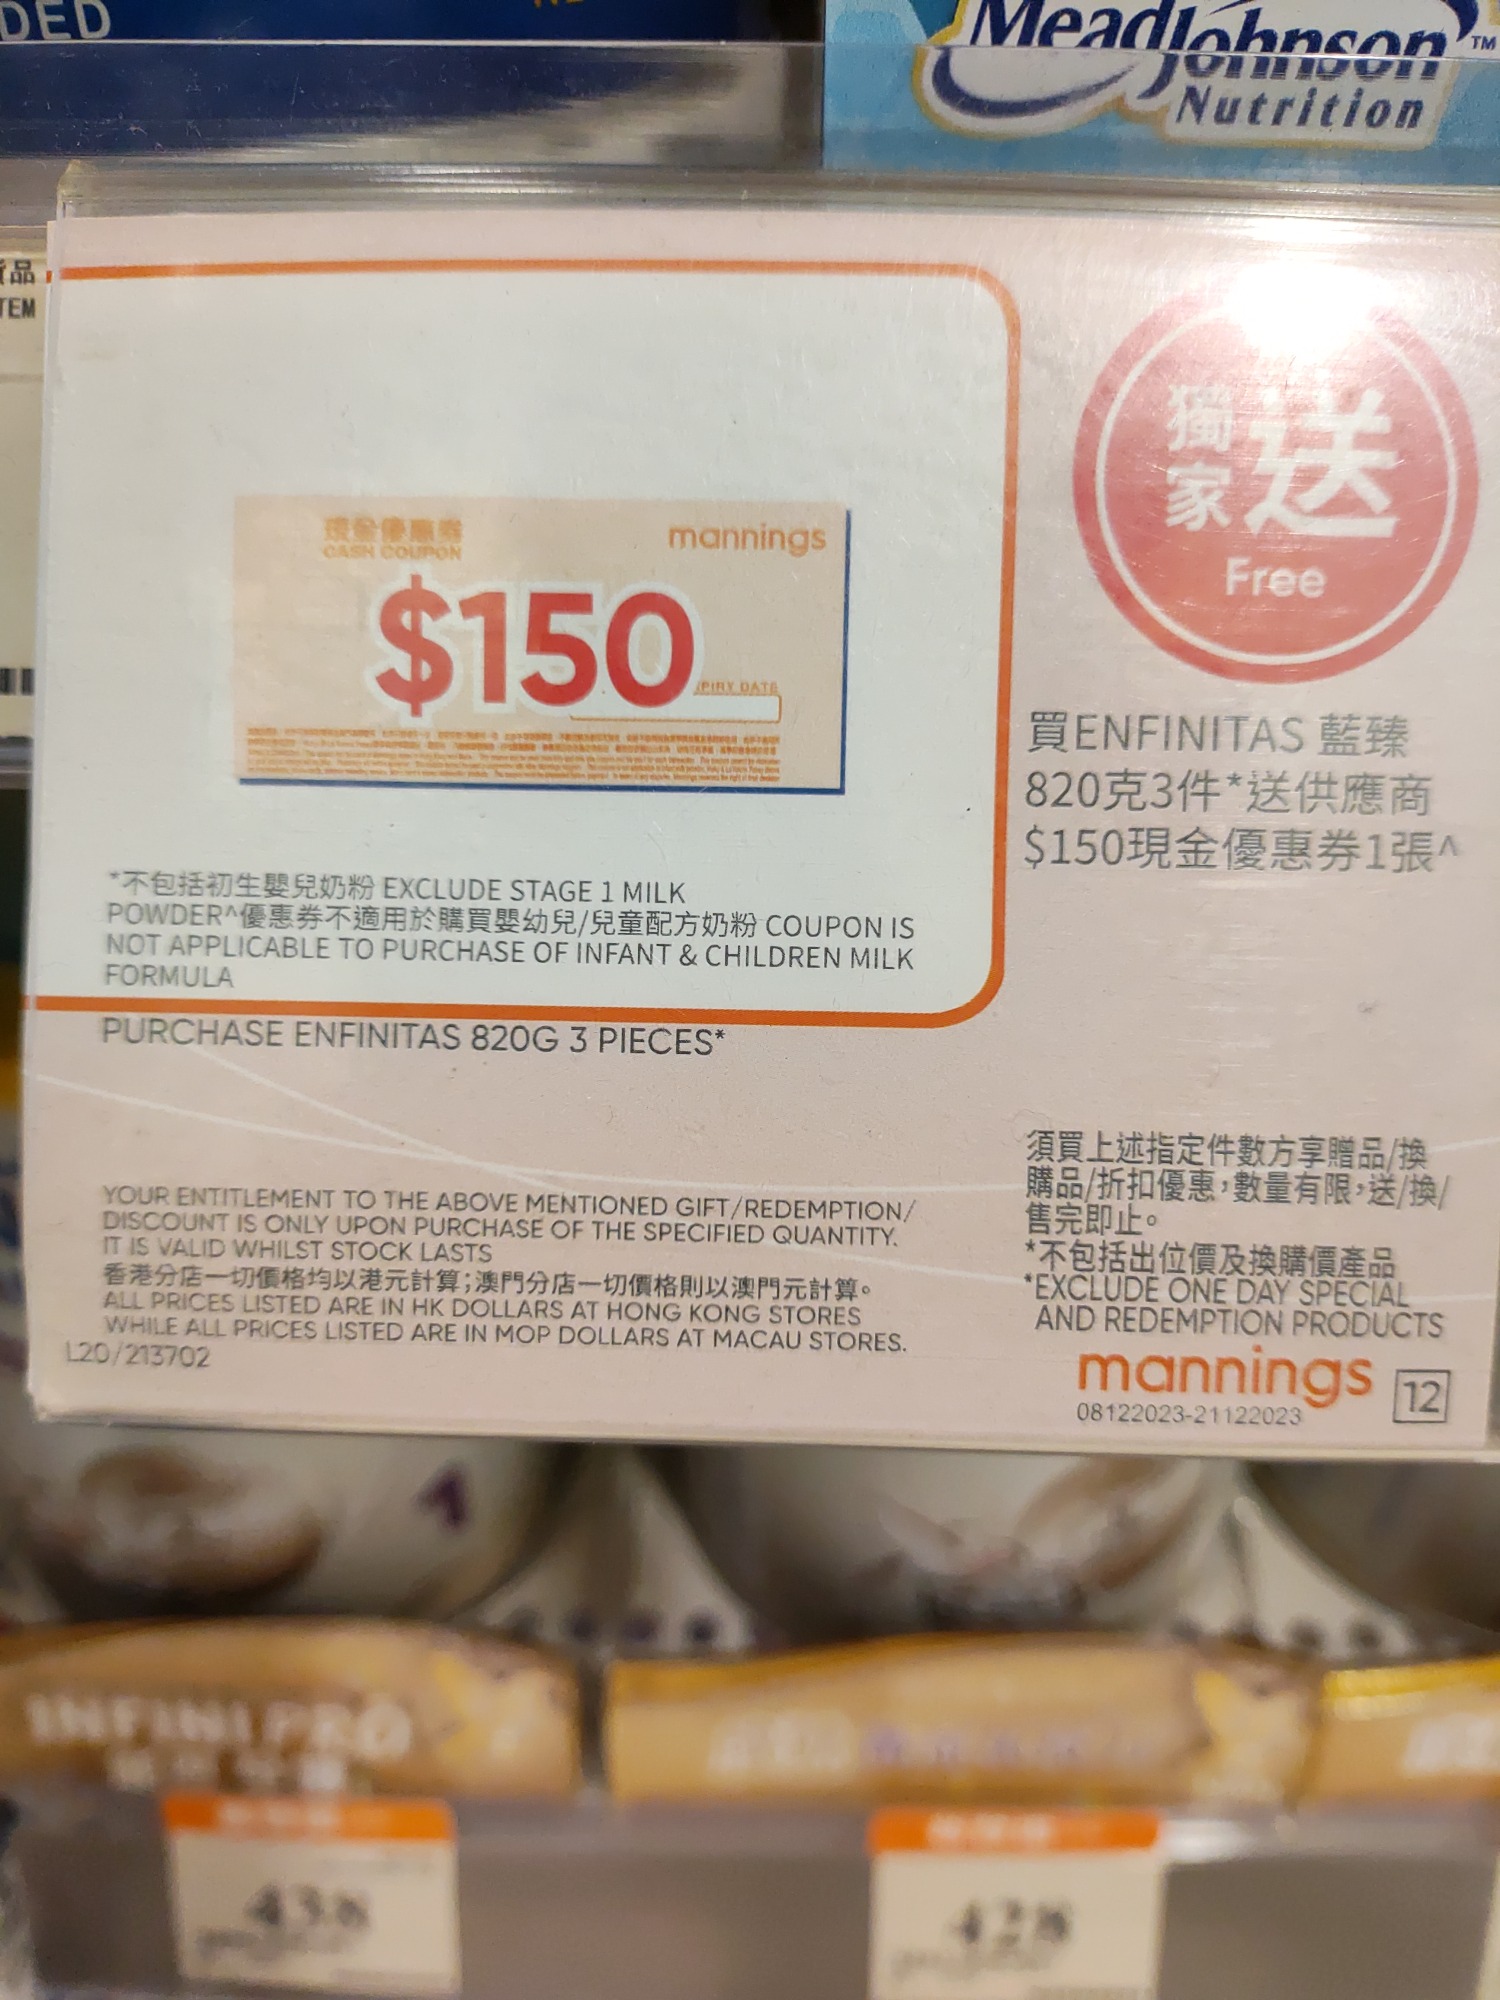 DED
MeadJohnson™
Nutrition
品
TEM
獨家送
Free
現金優惠券
CASH COUPON
mannings
$150
PIRY DATE
買ENFINITAS 藍臻
820克3件*送供應商
$150現金優惠券1張^
*不包括初生嬰兒奶粉 EXCLUDE STAGE 1 MILK
POWDER^優惠券不適用於購買嬰幼兒/兒童配方奶粉 COUPON IS
NOT APPLICABLE TO PURCHASE OF INFANT & CHILDREN MILK
FORMULA
PURCHASE ENFINITAS 820G 3 PIECES*
YOUR ENTITLEMENT TO THE ABOVE MENTIONED GIFT/REDEMPTION/
DISCOUNT IS ONLY UPON PURCHASE OF THE SPECIFIED QUANTITY.
IT IS VALID WHILST STOCK LASTS
香港分店一切價格均以港元計算;澳門分店一切價格則以澳門元計算。
ALL PRICES LISTED ARE IN HK DOLLARS AT HONG KONG STORES
WHILE ALL PRICES LISTED ARE IN MOP DOLLARS AT MACAU STORES.
L20/213702
須買上述指定件數方享贈品/換
購品/折扣優惠,數量有限,送/換/
售完即止。
*不包括出位價及換購價產品
*EXCLUDE ONE DAY SPECIAL
AND REDEMPTION PRODUCTS
mannings
12
08122023-21122023
1
INFINIPRO
438
428